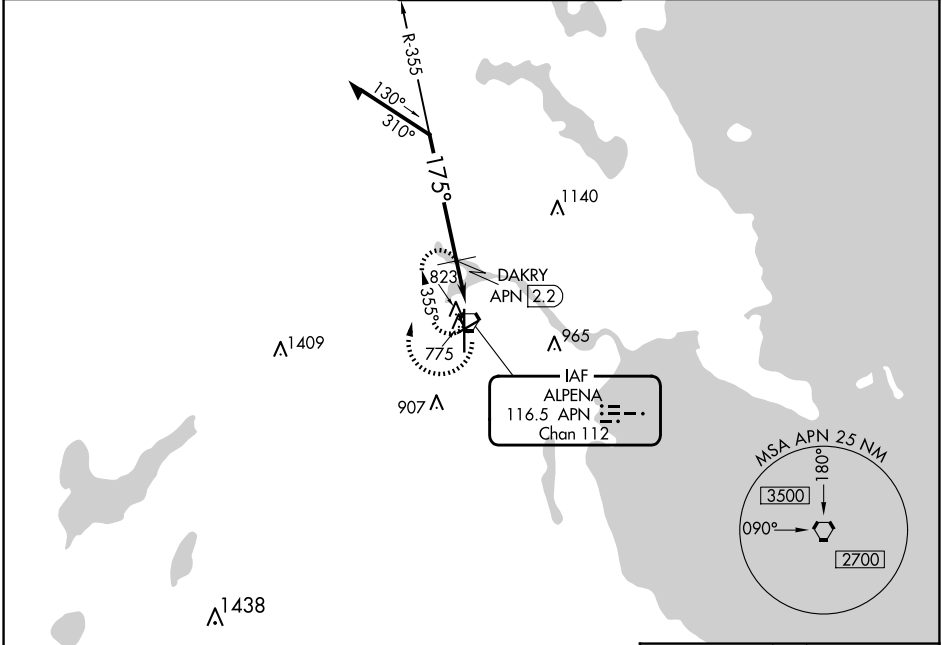 R-355
130°
310°
175°
1140
823
DAKRY
APN 2.2
355°
1409
775
965
907
IAF
ALPENA
116.5 APN
Chan 112
MSA APN 25 NM
180°
3500
090°
2700
1438